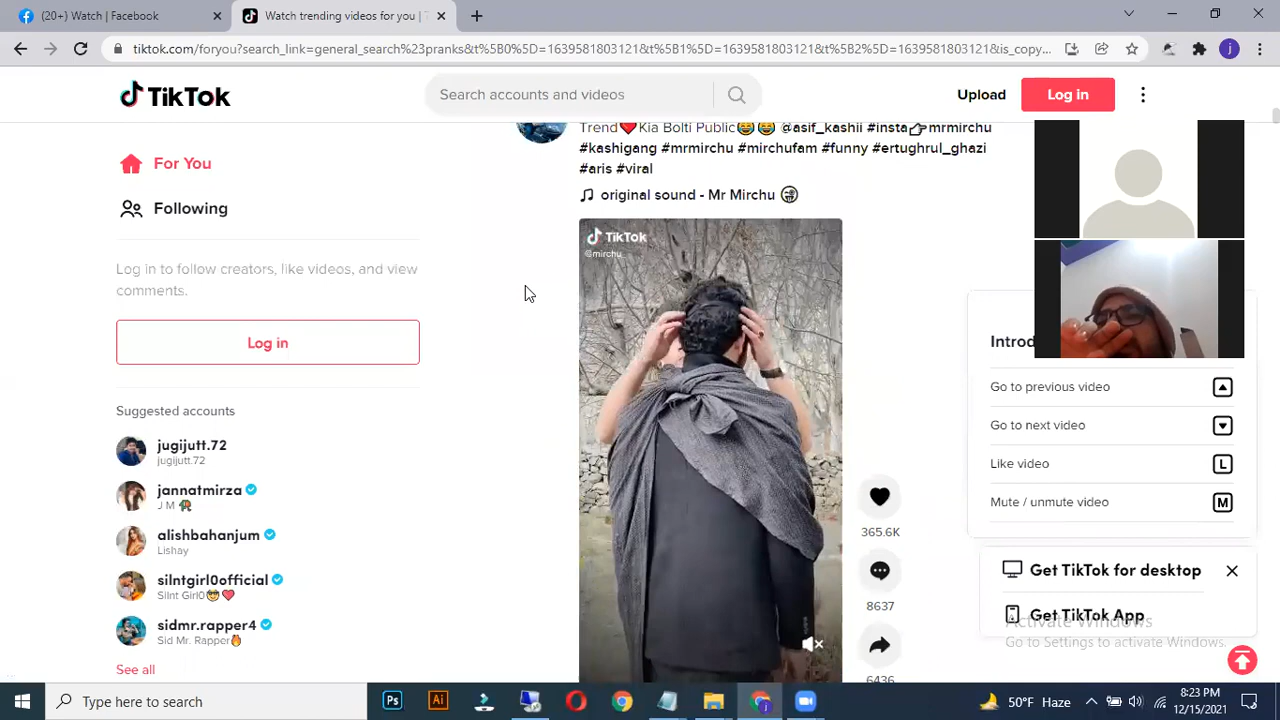 (20+) Watch | Facebook
Watch trending videos for you |
tiktok.com/foryou?search_link=general_search%23pranks&t%5B0%5D=1639581803121&t%5B1%5D=1639581803121&t%5B2%5D=1639581803121&is_copy...
TikTok
Search accounts and videos
Upload
Log in
Trend❤️Kia Bolti Public😂😂 @asif_kashii #insta👉mrmirchu
#kashigang #mrmirchu #mirchufam #funny #ertughrul_ghazi
#aris #viral
original sound - Mr Mirchu 🤪
For You
Following
Log in to follow creators, like videos, and view
comments.
Log in
Suggested accounts
jugijutt.72
jugijutt.72
jannatmirza
J M
alishbahanjum
Lishay
silntgirl0official
Silnt Girl0
sidmr.rapper4
Sid Mr. Rapper
See all
TikTok
@mirchu_
365.6K
8637
6436
Introd
Go to previous video
Go to next video
Like video
L
Mute / unmute video
M
Get TikTok for desktop
Get TikTok App
Activate Windows
Go to Settings to activate Windows.
Type here to search
Ps
Ai
50°F Haze
8:23 PM
12/15/2021
j